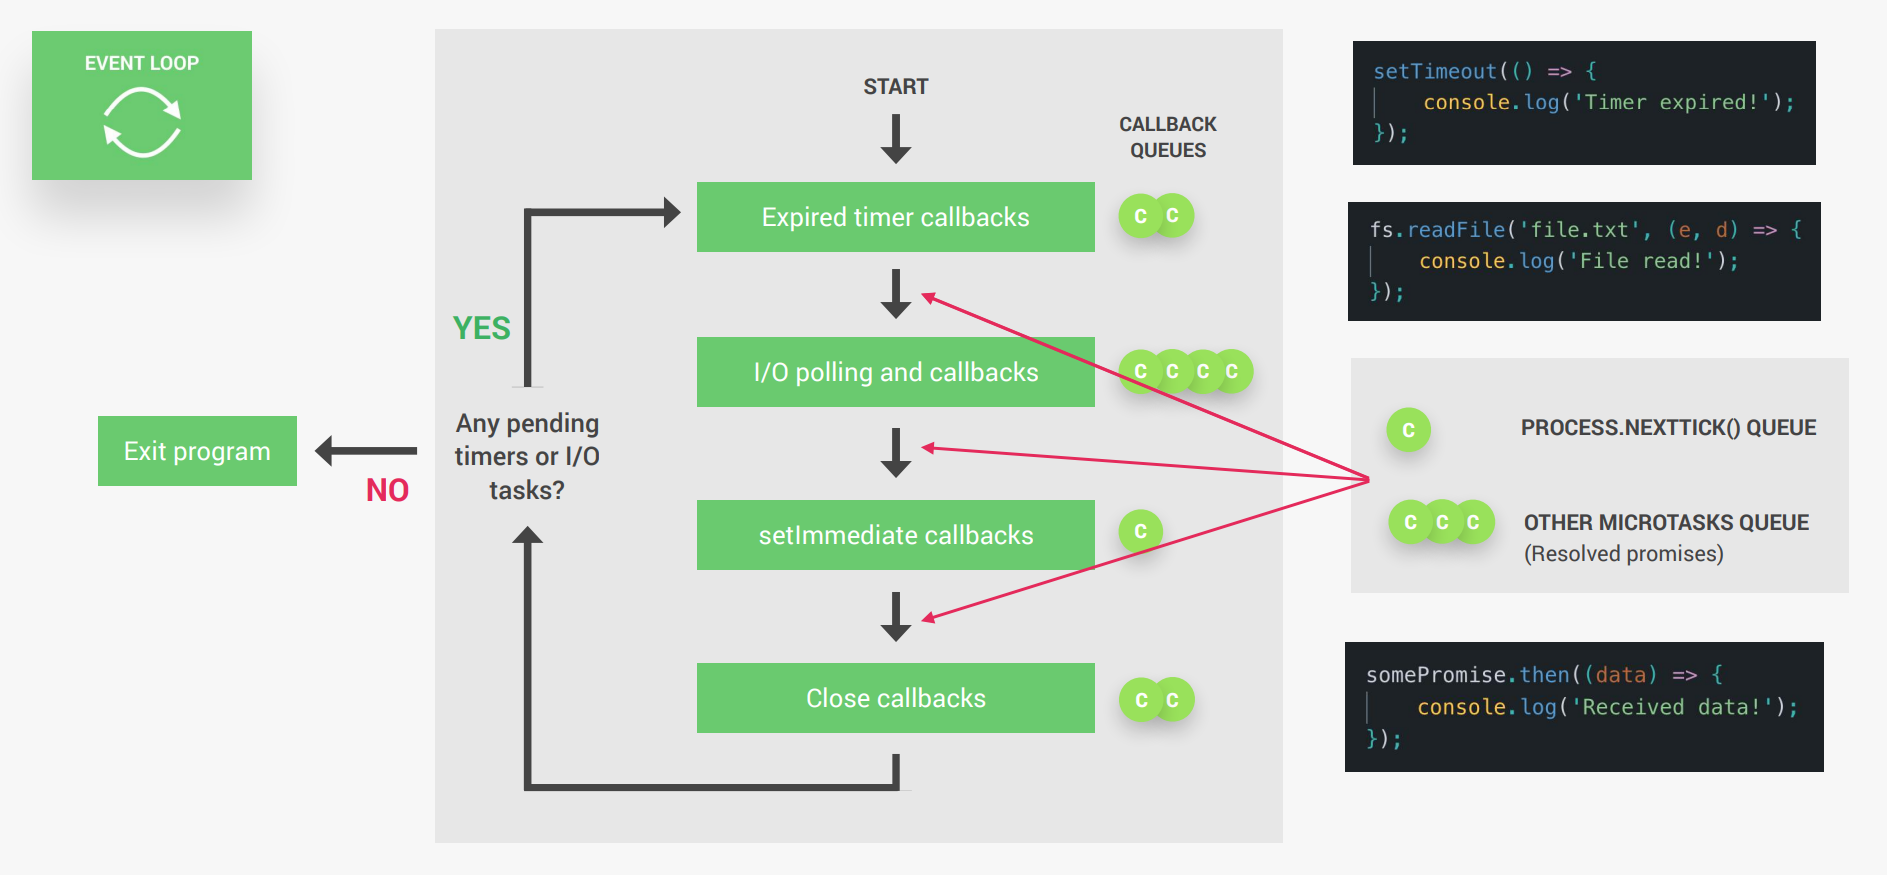 EVENT LOOP
START
CALLBACK
QUEUES
Expired timer callbacks
C C
YES
I/O polling and callbacks
C C C C
Any pending
timers or I/O
tasks?
Exit program
NO
setImmediate callbacks
C
Close callbacks
C C
setTimeout(() => {
console.log('Timer expired!');
});
fs.readFile('file.txt', (e, d) => {
console.log('File read!');
});
C PROCESS.NEXTTICK() QUEUE
C C C OTHER MICROTASKS QUEUE
(Resolved promises)
somePromise.then((data) => {
console.log('Received data!');
});